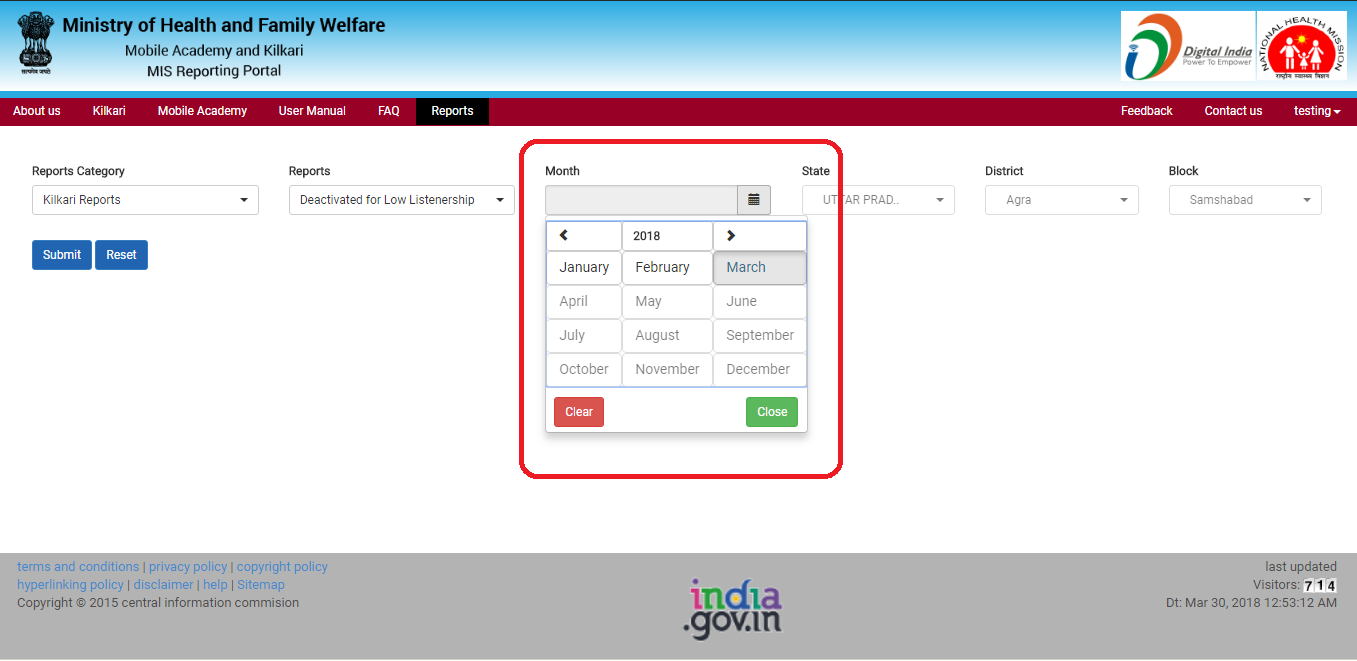 Ministry of Health and Family Welfare
Mobile Academy and Kilkari
MIS Reporting Portal
सत्यमेव जयते
Digital India
Power To Empower
NATIONAL HEALTH MISSION
राष्ट्रीय स्वास्थ्य मिशन
About us Kilkari Mobile Academy User Manual FAQ Reports Feedback Contact us testing
Reports Category Reports Month State District Block
Kilkari Reports Deactivated for Low Listenership UTTAR PRAD.. Agra Samshabad
Submit Reset
2018
January February March
April May June
July August September
October November December
Clear Close
terms and conditions | privacy policy | copyright policy
hyperlinking policy | disclaimer | help | Sitemap
Copyright © 2015 central information commision
india
.gov.in
last updated
Visitors: 714
Dt: Mar 30, 2018 12:53:12 AM